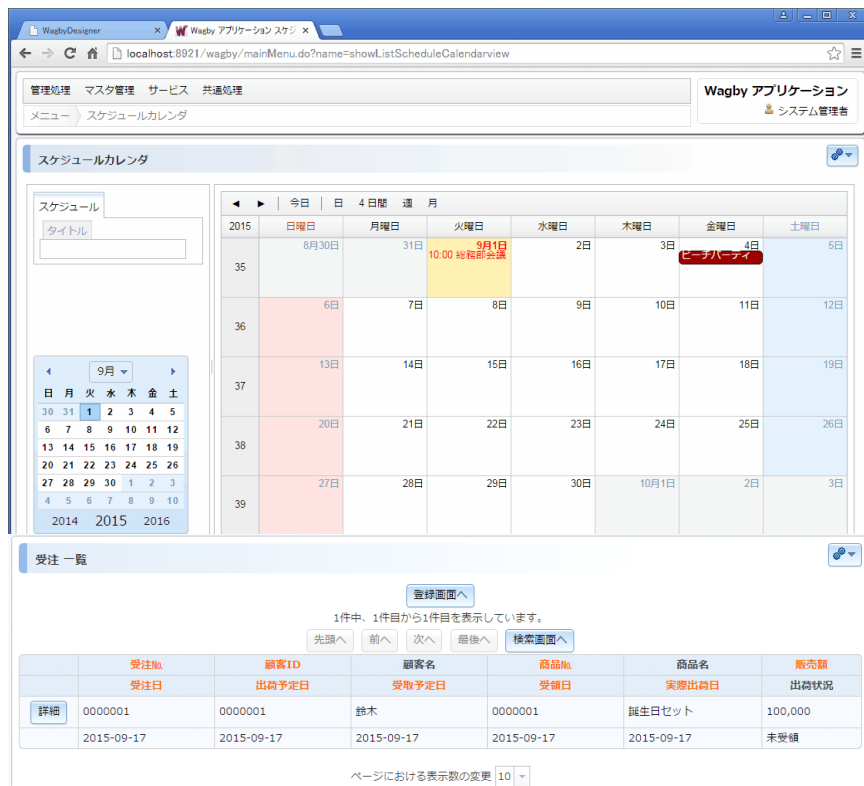 WagbyDesigner × Wagby アプリケーション スケジ ×
localhost:8921/wagby/mainMenu.do?name=showListScheduleCalendarview
管理処理 マスタ管理 サービス 共通処理
Wagby アプリケーション
メニュー スケジュールカレンダ
システム管理者
スケジュールカレンダ
スケジュール
タイトル
◄ ► 今日 日 4日間 週 月
2015 日曜日 月曜日 火曜日 水曜日 木曜日 金曜日 土曜日
35 8月30日 31日 9月1日 2日 3日 4日 5日
10:00 総務部会議 ビーチパーティ
36 6日 7日 8日 9日 10日 11日 12日
37 13日 14日 15日 16日 17日 18日 19日
38 20日 21日 22日 23日 24日 25日 26日
39 27日 28日 29日 30日 10月1日 2日 3日
9月
日 月 火 水 木 金 土
30 31 1 2 3 4 5
6 7 8 9 10 11 12
13 14 15 16 17 18 19
20 21 22 23 24 25 26
27 28 29 30 1 2 3
4 5 6 7 8 9 10
2014 2015 2016
受注 一覧
登録画面へ
1件中、1件目から1件目を表示しています。
先頭へ 前へ 次へ 最後へ 検索画面へ
受注No. 顧客ID 顧客名 商品No. 商品名 販売額
受注日 出荷予定日 受取予定日 受領日 実際出荷日 出荷状況
詳細 0000001 0000001 鈴木 0000001 誕生日セット 100,000
2015-09-17 2015-09-17 2015-09-17 2015-09-17 2015-09-17 未受領
ページにおける表示数の変更 10